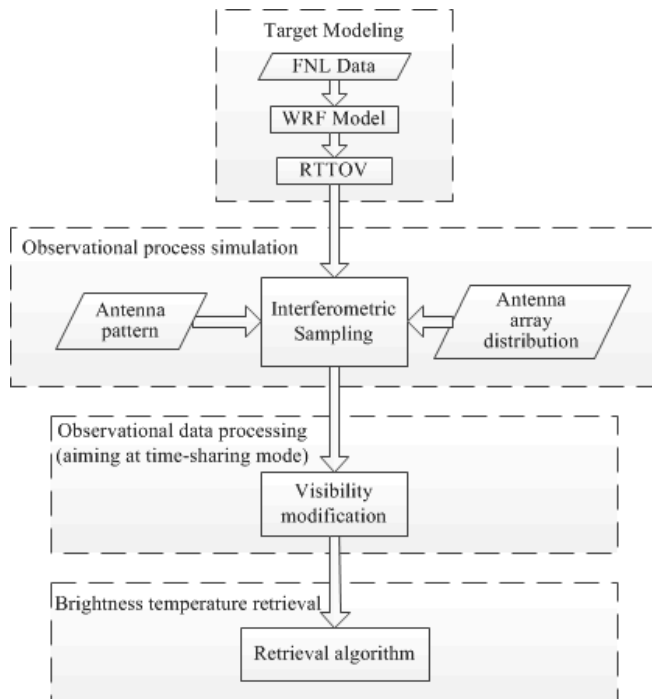 Target Modeling
FNL Data
WRF Model
RTTOV
Observational process simulation
Antenna
pattern
Interferometric
Sampling
Antenna
array
distribution
Observational data processing
(aiming at time-sharing mode)
Visibility
modification
Brightness temperature retrieval
Retrieval algorithm